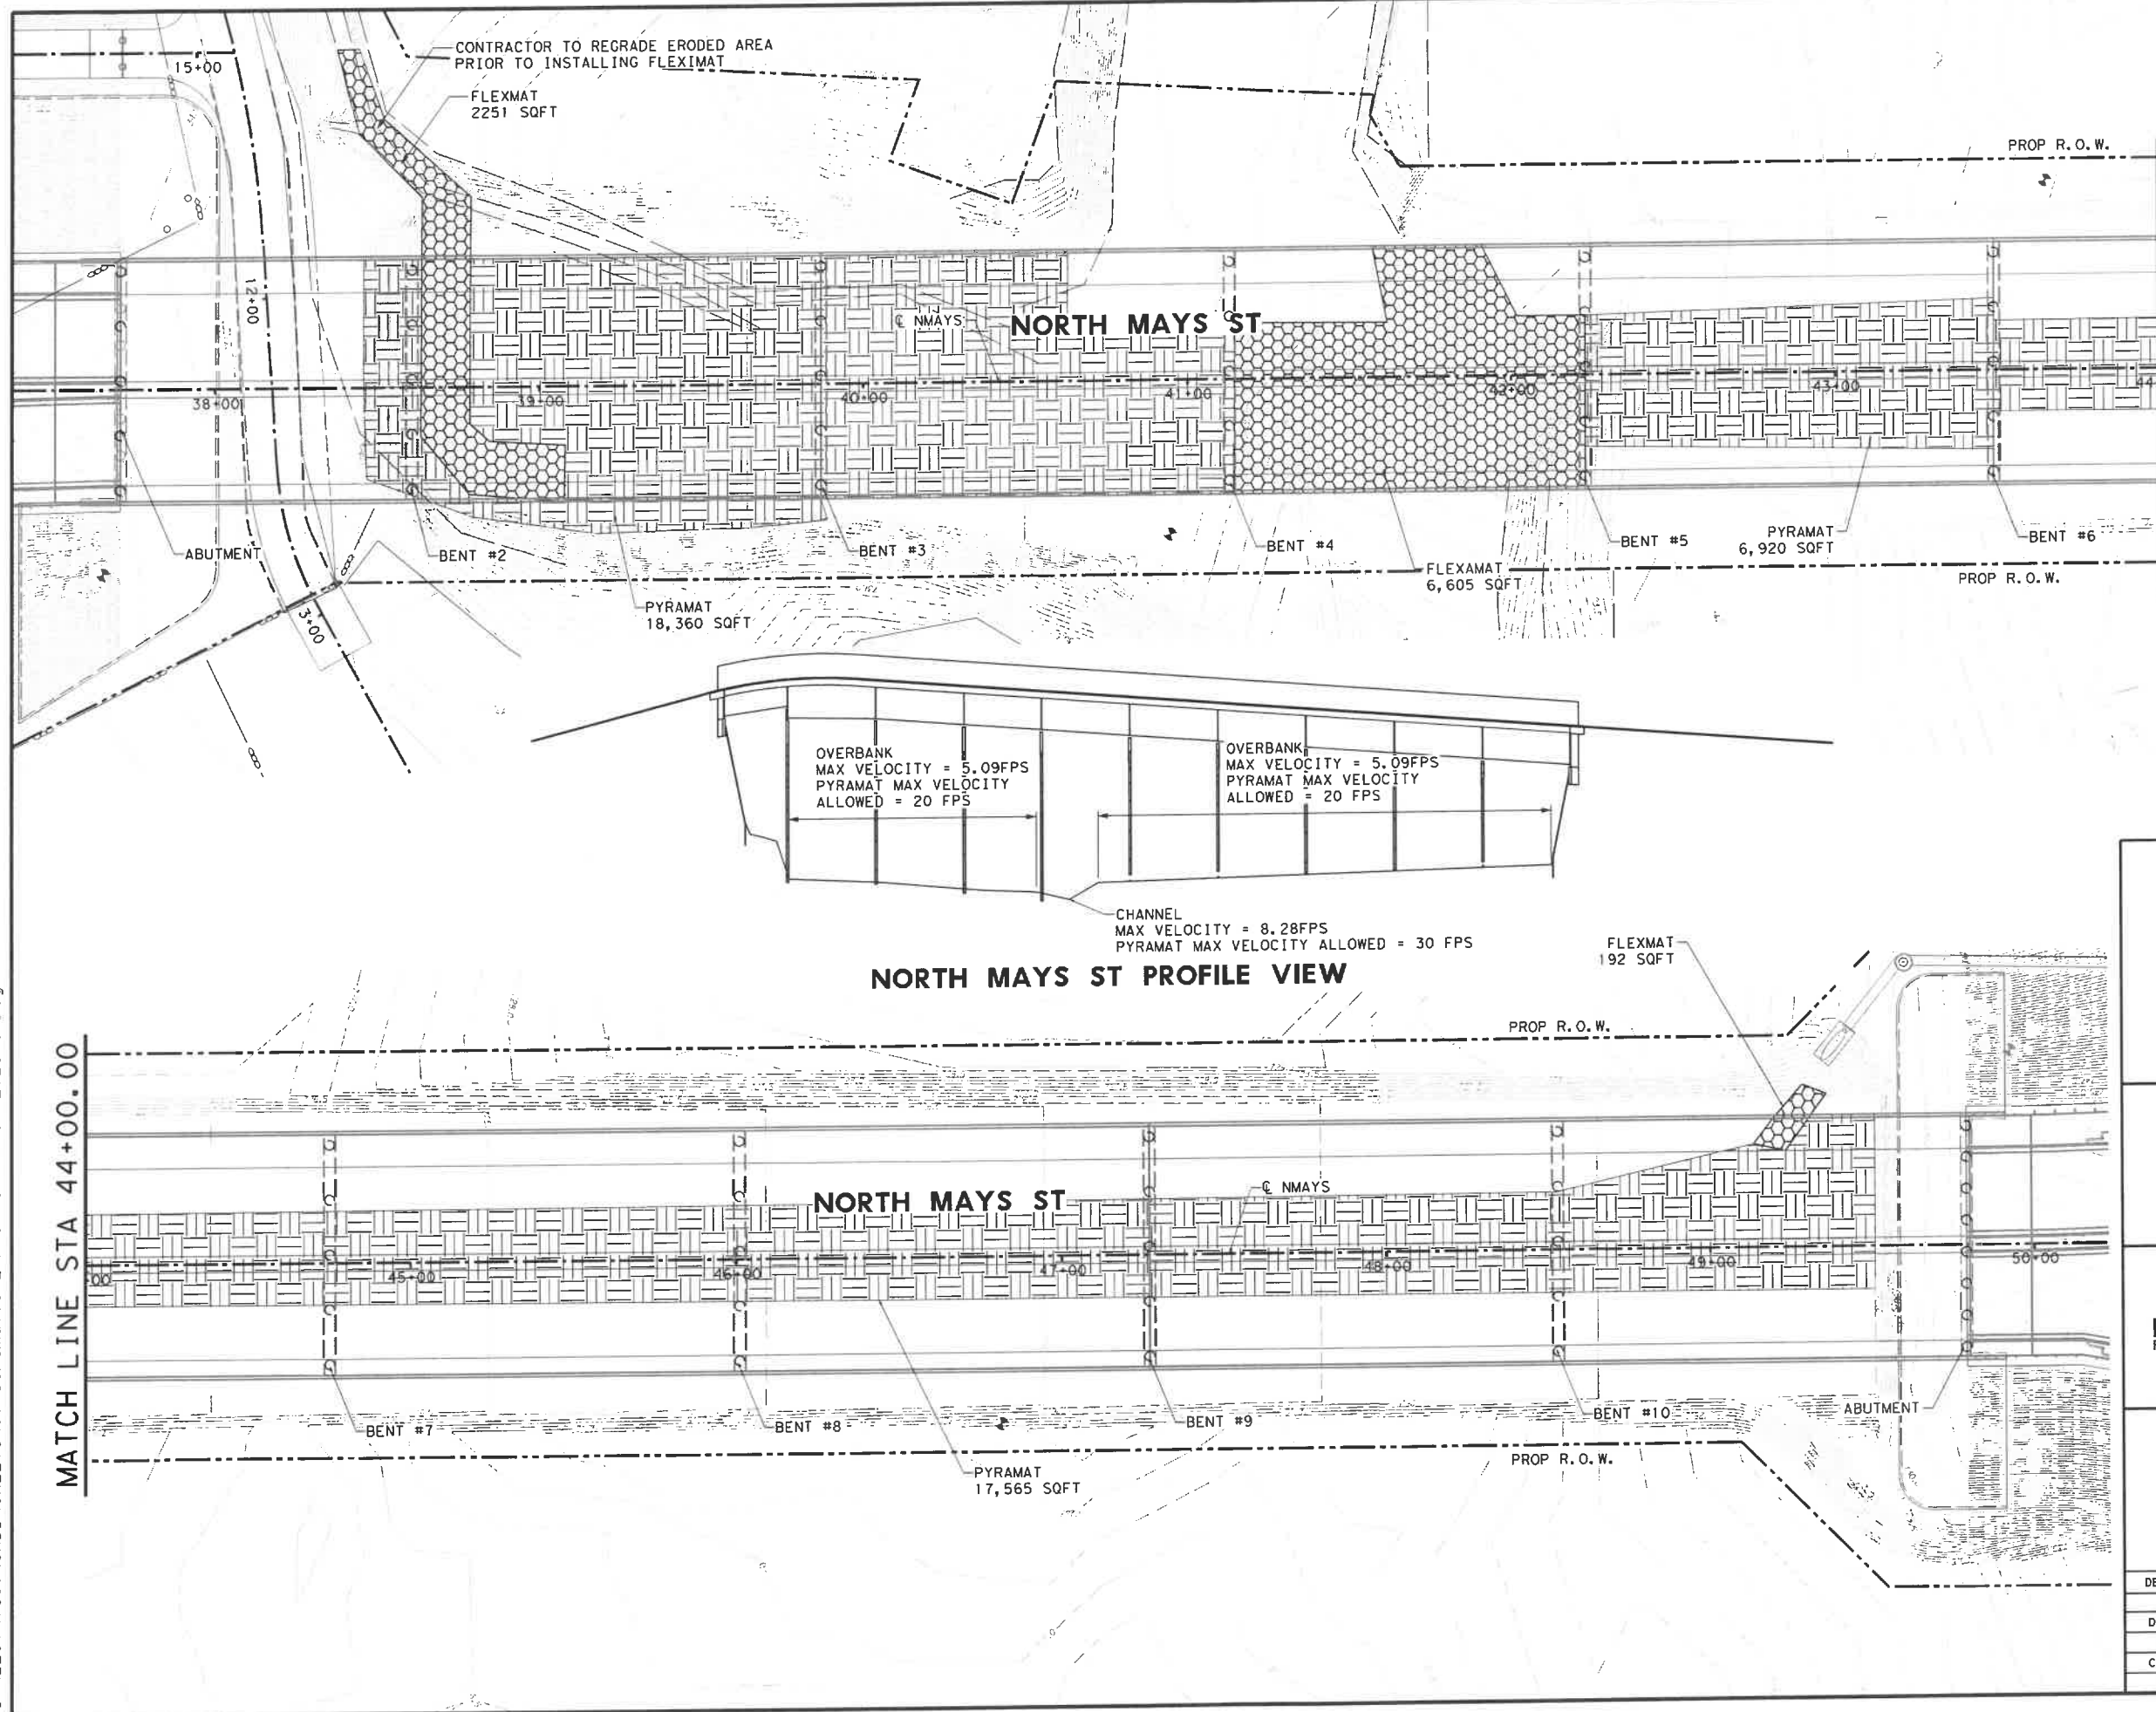 CONTRACTOR TO REGRADE ERODED AREA
PRIOR TO INSTALLING FLEXIMAT
15+00
FLEXMAT
2251 SQFT
PROP R.O.W.
12+00
℄ NMAYS
NORTH MAYS ST
38+00
39+00
40+00
41+00
42+00
43+00
44
ABUTMENT
BENT #2
BENT #3
BENT #4
BENT #5
PYRAMAT
6,920 SQFT
BENT #6
FLEXAMAT
6,605 SQFT
PROP R.O.W.
PYRAMAT
18,360 SQFT
3+00
OVERBANK
MAX VELOCITY = 5.09FPS
PYRAMAT MAX VELOCITY
ALLOWED = 20 FPS
OVERBANK
MAX VELOCITY = 5.09FPS
PYRAMAT MAX VELOCITY
ALLOWED = 20 FPS
CHANNEL
MAX VELOCITY = 8.28FPS
PYRAMAT MAX VELOCITY ALLOWED = 30 FPS
NORTH MAYS ST PROFILE VIEW
FLEXMAT
192 SQFT
PROP R.O.W.
MATCH LINE STA 44+00.00
NORTH MAYS ST
℄ NMAYS
00
45+00
46+00
47+00
48+00
49+00
50+00
BENT #7
BENT #8
BENT #9
BENT #10
ABUTMENT
PROP R.O.W.
PYRAMAT
17,565 SQFT